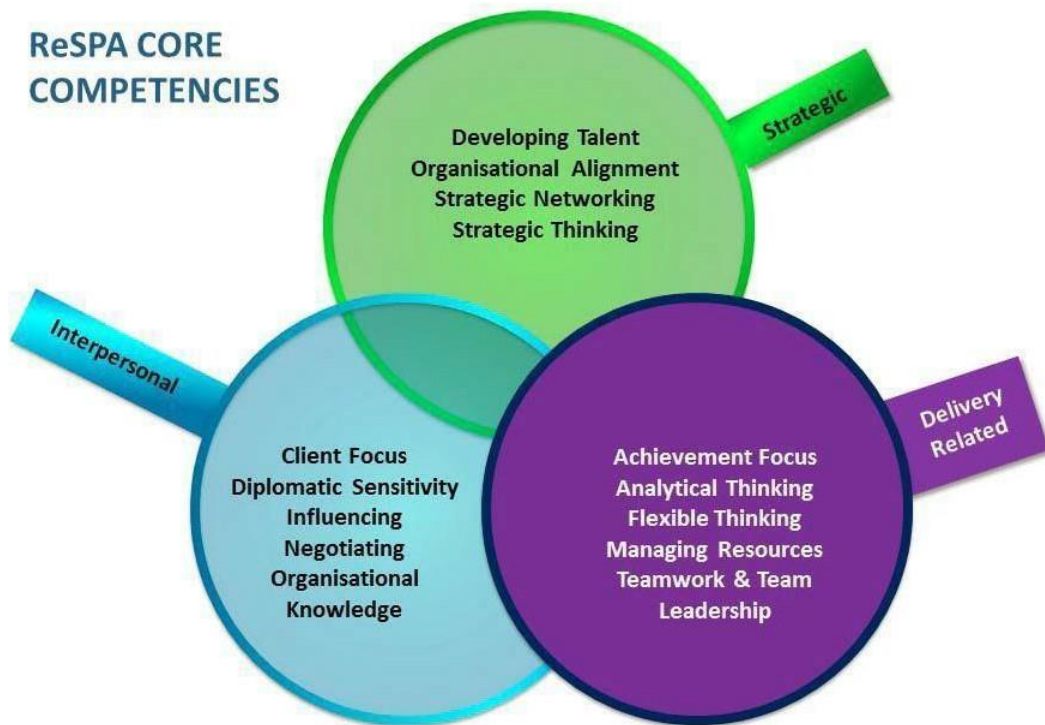 ReSPA CORE
COMPETENCIES
Strategic
Developing Talent
Organisational Alignment
Strategic Networking
Strategic Thinking
Interpersonal
Client Focus
Diplomatic Sensitivity
Influencing
Negotiating
Organisational
Knowledge
Delivery
Related
Achievement Focus
Analytical Thinking
Flexible Thinking
Managing Resources
Teamwork & Team
Leadership